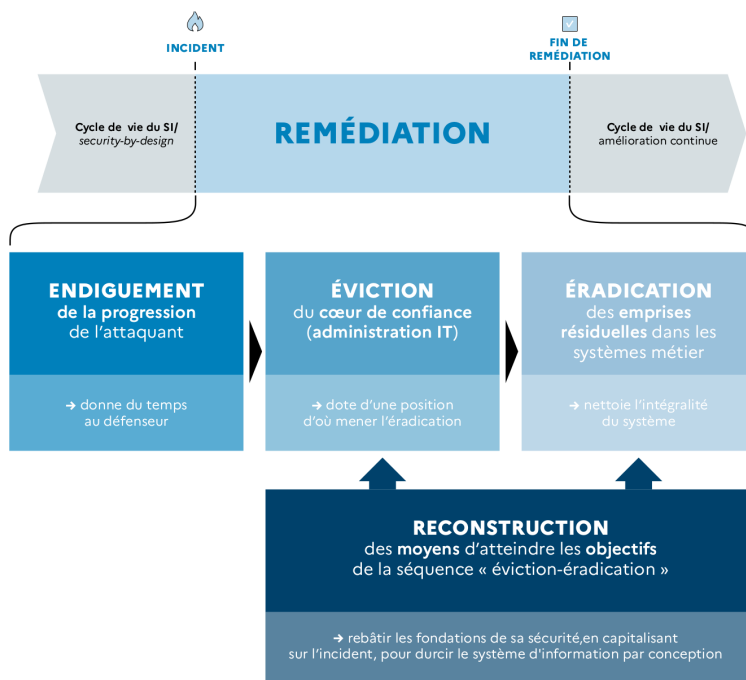 INCIDENT
FIN DE
REMÉDIATION
Cycle de vie du SI/
security-by-design
REMÉDIATION
Cycle de vie du SI/
amélioration continue
ENDIGUEMENT
de la progression
de l'attaquant
→ donne du temps
au défenseur
ÉVICTION
du cœur de confiance
(administration IT)
→ dote d'une position
d'où mener l'éradication
ÉRADICATION
des emprises
résiduelles dans les
systèmes métier
→ nettoie l'intégralité
du système
RECONSTRUCTION
des moyens d'atteindre les objectifs
de la séquence « éviction-éradication »
→ rebâtir les fondations de sa sécurité,en capitalisant
sur l'incident, pour durcir le système d'information par conception